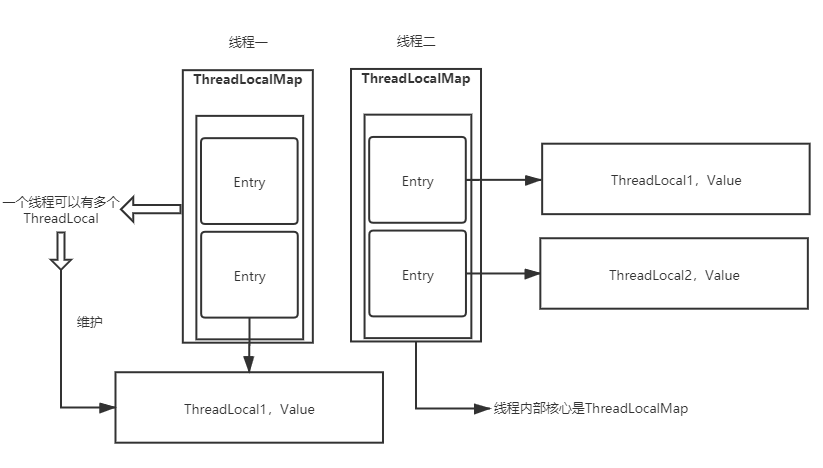 线程一
线程二
ThreadLocalMap
ThreadLocalMap
Entry
Entry
ThreadLocal1，Value
一个线程可以有多个
ThreadLocal
Entry
Entry
ThreadLocal2，Value
维护
ThreadLocal1，Value
线程内部核心是ThreadLocalMap